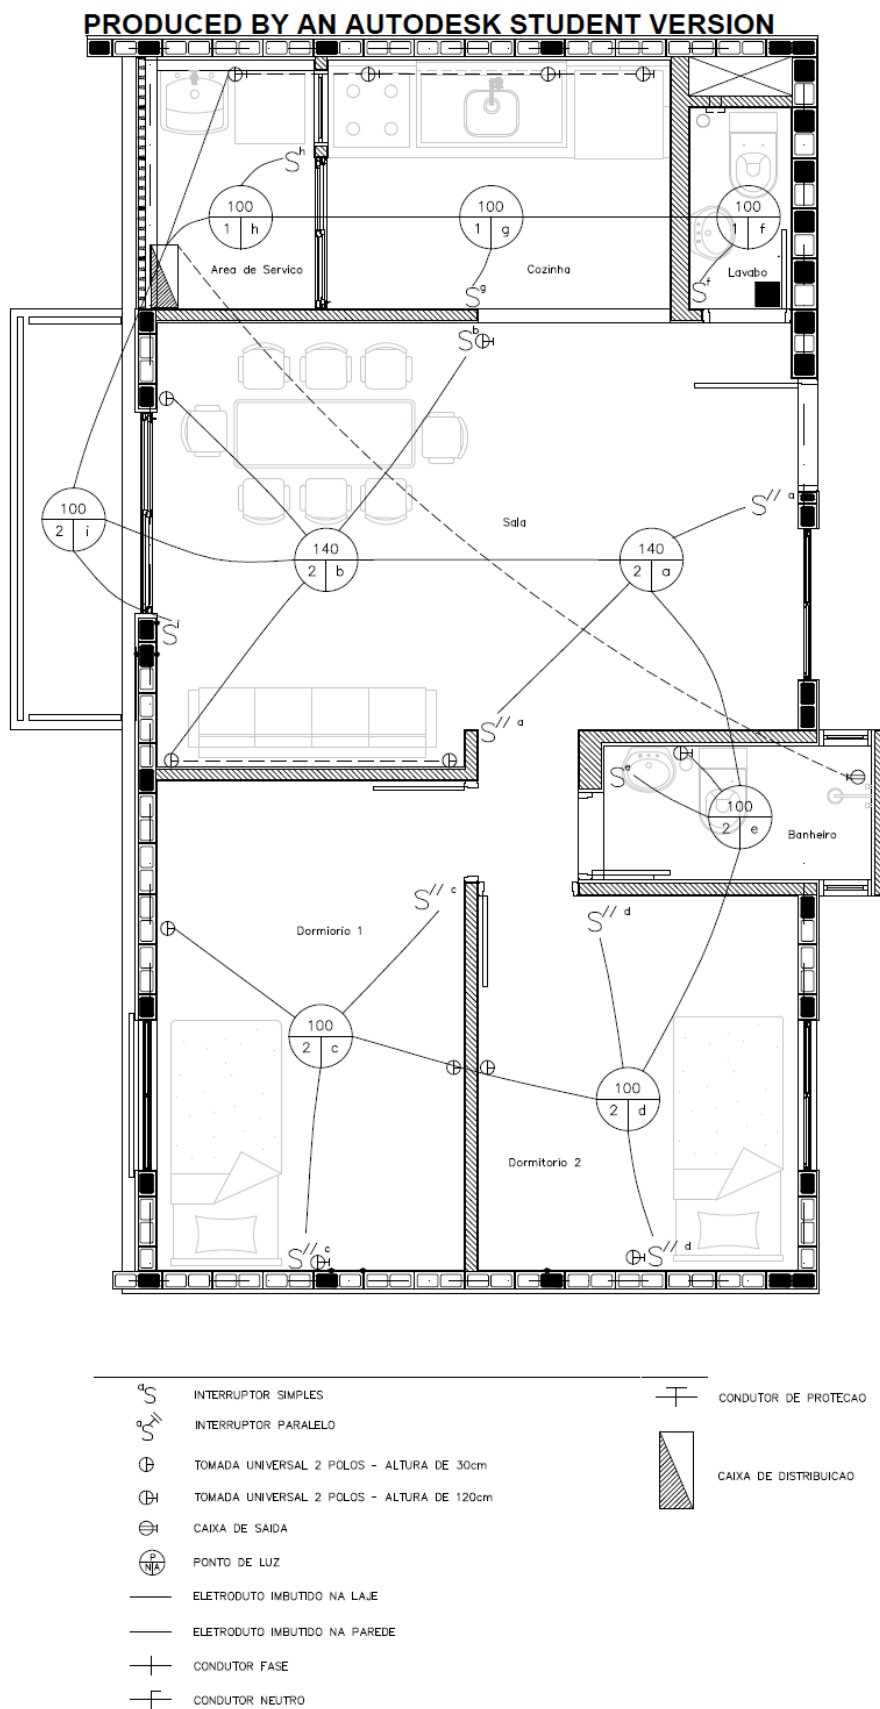 PRODUCED BY AN AUTODESK STUDENT VERSION
S h
100
1 h
100
1 g
100
1 f
Area de Servico
Cozinha
Lavabo
S g
S f
S b
S// a
Sala
100
2 i
140
2 b
140
2 a
S i
S// a
S e
100
2 e
Banheiro
S// c
S// d
Dormiorio 1
100
2 c
100
2 d
Dormitorio 2
S// c
S// d
a S INTERRUPTOR SIMPLES
a S// INTERRUPTOR PARALELO
TOMADA UNIVERSAL 2 POLOS - ALTURA DE 30cm
TOMADA UNIVERSAL 2 POLOS - ALTURA DE 120cm
CAIXA DE SAIDA
P
N A PONTO DE LUZ
ELETRODUTO IMBUTIDO NA LAJE
ELETRODUTO IMBUTIDO NA PAREDE
CONDUTOR FASE
CONDUTOR NEUTRO
CONDUTOR DE PROTECAO
CAIXA DE DISTRIBUICAO